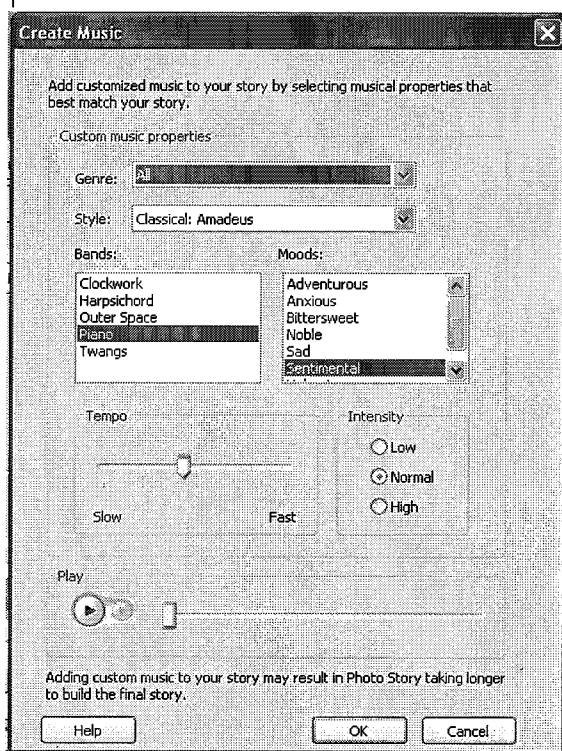 Create Music
Add customized music to your story by selecting musical properties that
best match your story.
Custom music properties
Genre: All
Style: Classical: Amadeus
Bands: Moods:
Clockwork
Harpsichord
Outer Space
Piano
Twangs
Adventurous
Anxious
Bittersweet
Noble
Sad
Sentimental
Tempo
Slow Fast
Intensity
Low
Normal
High
Play
Adding custom music to your story may result in Photo Story taking longer
to build the final story.
Help OK Cancel